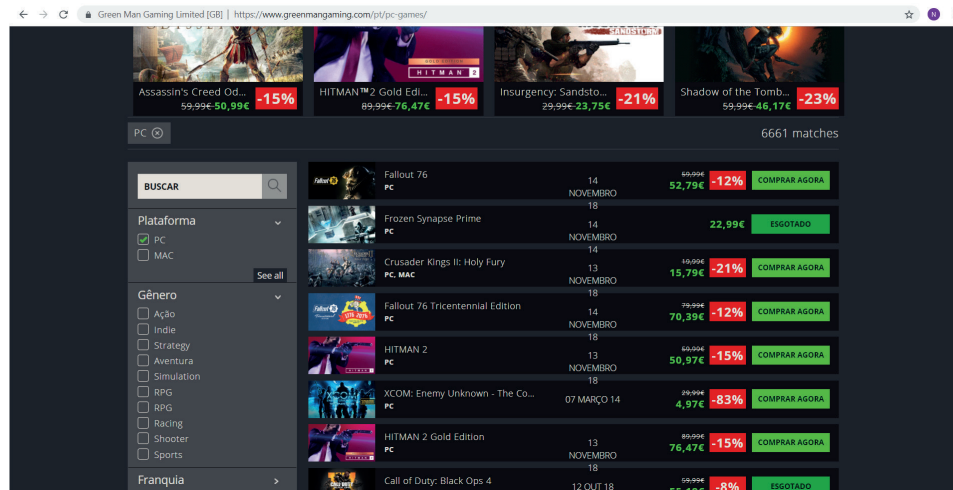 Green Man Gaming Limited [GB] | https://www.greenmangaming.com/pt/pc-games/
N
SANDSTORM
GOLD EDITION
HITMAN 2
Assassin's Creed Od...
59,99€ 50,99€ -15%
HITMAN™2 Gold Edi...
89,99€ 76,47€ -15%
Insurgency: Sandsto...
29,99€ 23,75€ -21%
Shadow of the Tomb...
59,99€ 46,17€ -23%
PC
6661 matches
BUSCAR
Plataforma
PC
MAC
See all
Gênero
Ação
Indie
Strategy
Aventura
Simulation
RPG
RPG
Racing
Shooter
Sports
Franquia
Fallout 76
PC
14
NOVEMBRO
18
59,99€
52,79€ -12% COMPRAR AGORA
Frozen Synapse Prime
PC
14
NOVEMBRO
14
22,99€ ESGOTADO
Crusader Kings II: Holy Fury
PC, MAC
13
NOVEMBRO
18
19,99€
15,79€ -21% COMPRAR AGORA
Fallout 76 Tricentennial Edition
PC
14
NOVEMBRO
18
79,99€
70,39€ -12% COMPRAR AGORA
HITMAN 2
PC
13
NOVEMBRO
18
50,97€ -15% COMPRAR AGORA
XCOM: Enemy Unknown - The Co...
PC
07 MARÇO 14
29,99€
4,97€ -83% COMPRAR AGORA
HITMAN 2 Gold Edition
PC
13
NOVEMBRO
18
89,99€
76,47€ -15% COMPRAR AGORA
Call of Duty: Black Ops 4
12 OUT 18
59,99€
-8% ESGOTADO